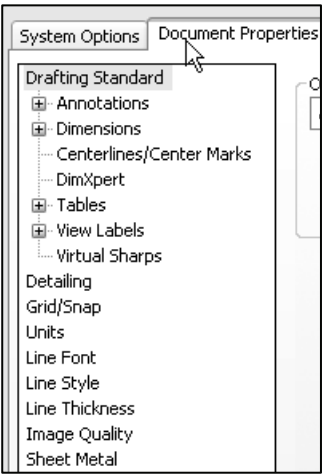 System Options Document Properties
Drafting Standard
Annotations
Dimensions
Centerlines/Center Marks
DimXpert
Tables
View Labels
Virtual Sharps
Detailing
Grid/Snap
Units
Line Font
Line Style
Line Thickness
Image Quality
Sheet Metal